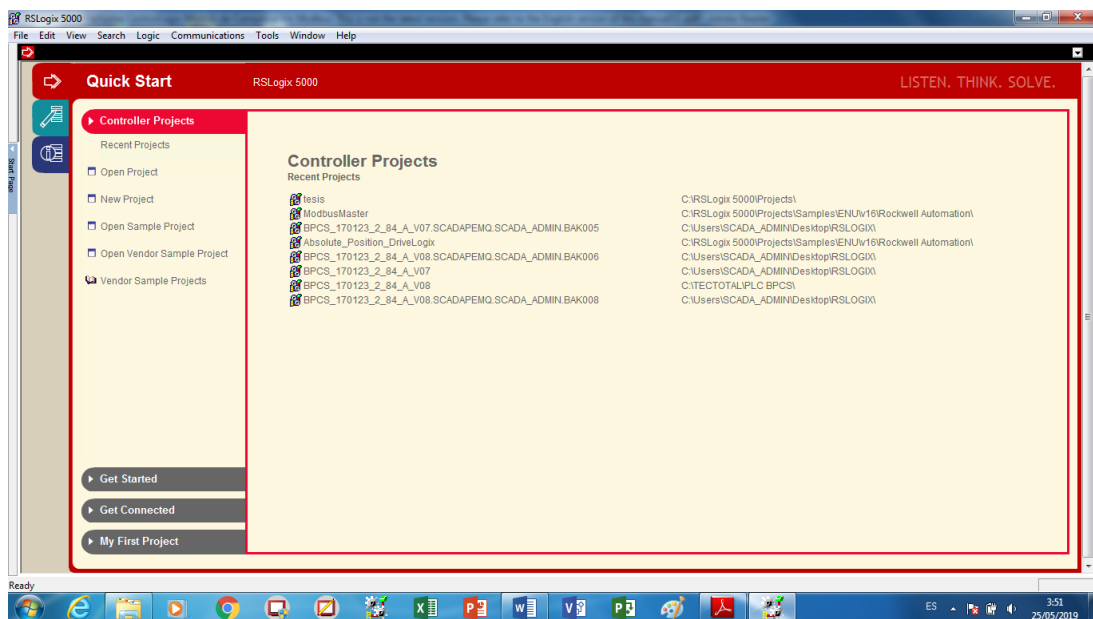 RSLogix 5000
File Edit View Search Logic Communications Tools Window Help
Quick Start RSLogix 5000 LISTEN. THINK. SOLVE.
Start Page
Controller Projects
Recent Projects
Open Project
New Project
Open Sample Project
Open Vendor Sample Project
Vendor Sample Projects
Controller Projects
Recent Projects
tesis C:\RSLogix 5000\Projects\
ModbusMaster C:\RSLogix 5000\Projects\Samples\ENU\v16\Rockwell Automation\
BPCS_170123_2_84_A_V07.SCADAPEMQ.SCADA_ADMIN.BAK005 C:\Users\SCADA_ADMIN\Desktop\RSLOGIX\
Absolute_Position_DriveLogix C:\RSLogix 5000\Projects\Samples\ENU\v16\Rockwell Automation\
BPCS_170123_2_84_A_V08.SCADAPEMQ.SCADA_ADMIN.BAK006 C:\Users\SCADA_ADMIN\Desktop\RSLOGIX\
BPCS_170123_2_84_A_V07 C:\Users\SCADA_ADMIN\Desktop\RSLOGIX\
BPCS_170123_2_84_A_V08 C:\TECTOTAL\PLC BPCS\
BPCS_170123_2_84_A_V08.SCADAPEMQ.SCADA_ADMIN.BAK008 C:\Users\SCADA_ADMIN\Desktop\RSLOGIX\
Get Started
Get Connected
My First Project
Ready
ES 3:51
25/05/2019